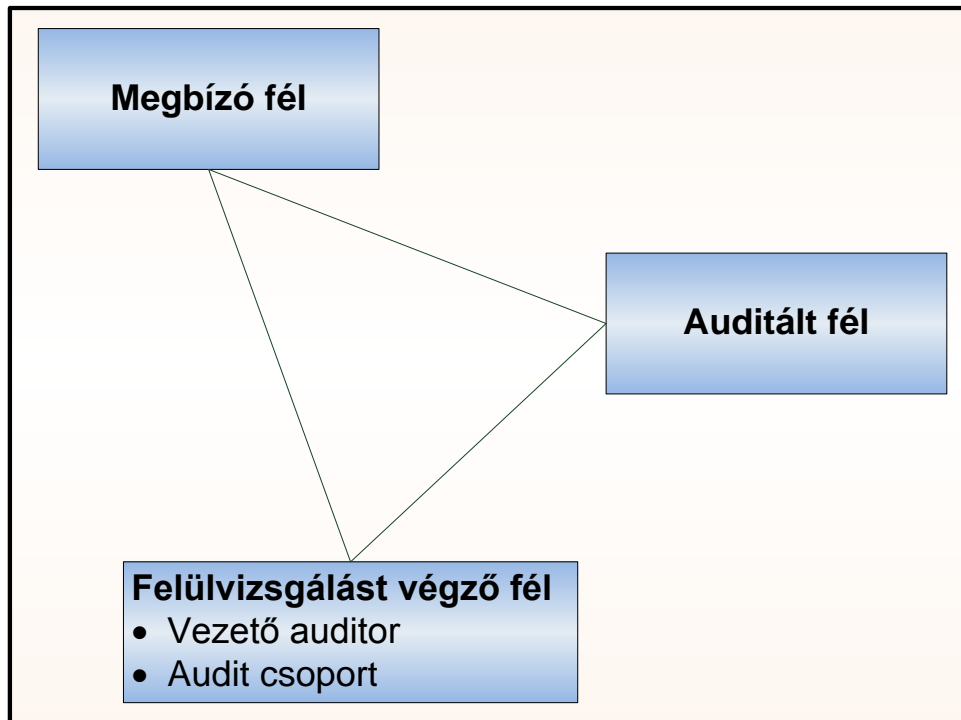 Megbízó fél
Auditált fél
Felülvizsgálást végző fél
• Vezető auditor
• Audit csoport